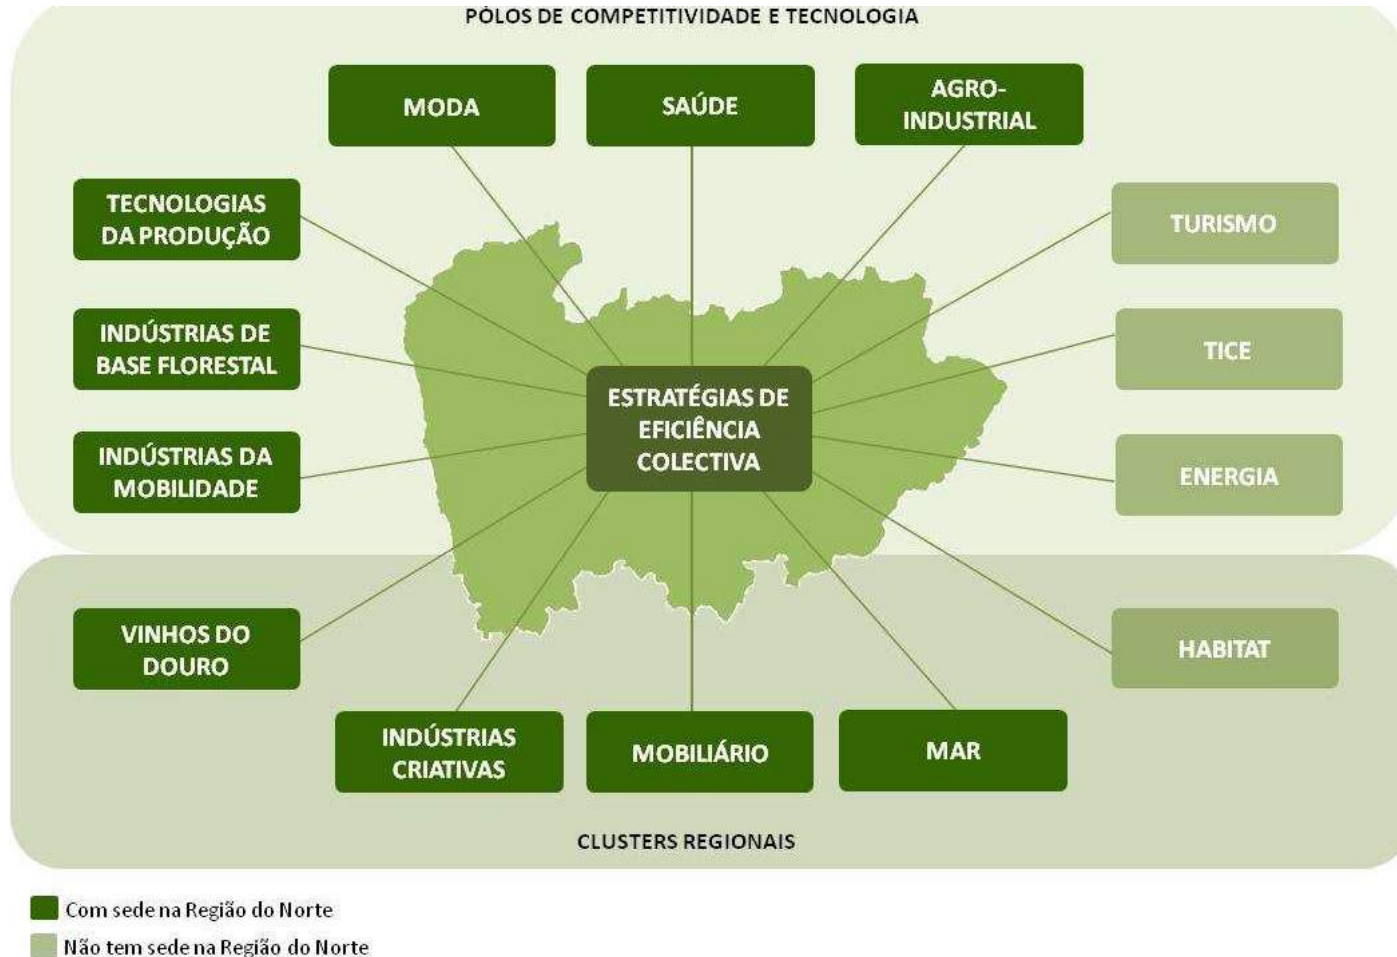 PÓLOS DE COMPETITIVIDADE E TECNOLOGIA
MODA
SAÚDE
AGRO-
INDUSTRIAL
TECNOLOGIAS
DA PRODUÇÃO
TURISMO
INDÚSTRIAS DE
BASE FLORESTAL
TICE
ESTRATÉGIAS DE
EFICIÊNCIA
COLECTIVA
INDÚSTRIAS DA
MOBILIDADE
ENERGIA
VINHOS DO
DOURO
HABITAT
INDÚSTRIAS
CRIATIVAS
MOBILIÁRIO
MAR
CLUSTERS REGIONAIS
Com sede na Região do Norte
Não tem sede na Região do Norte